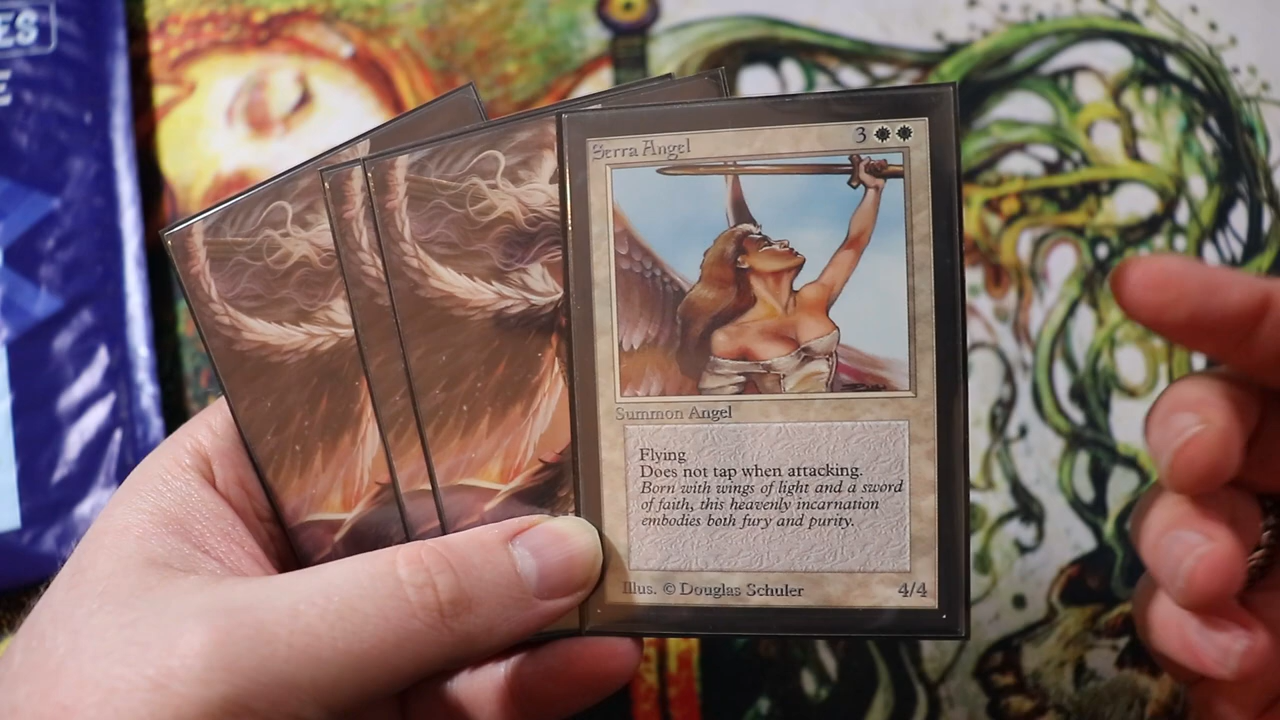 ES
E
Serra Angel
3
Summon Angel
Flying
Does not tap when attacking.
Born with wings of light and a sword
of faith, this heavenly incarnation
embodies both fury and purity.
Illus. © Douglas Schuler
4/4